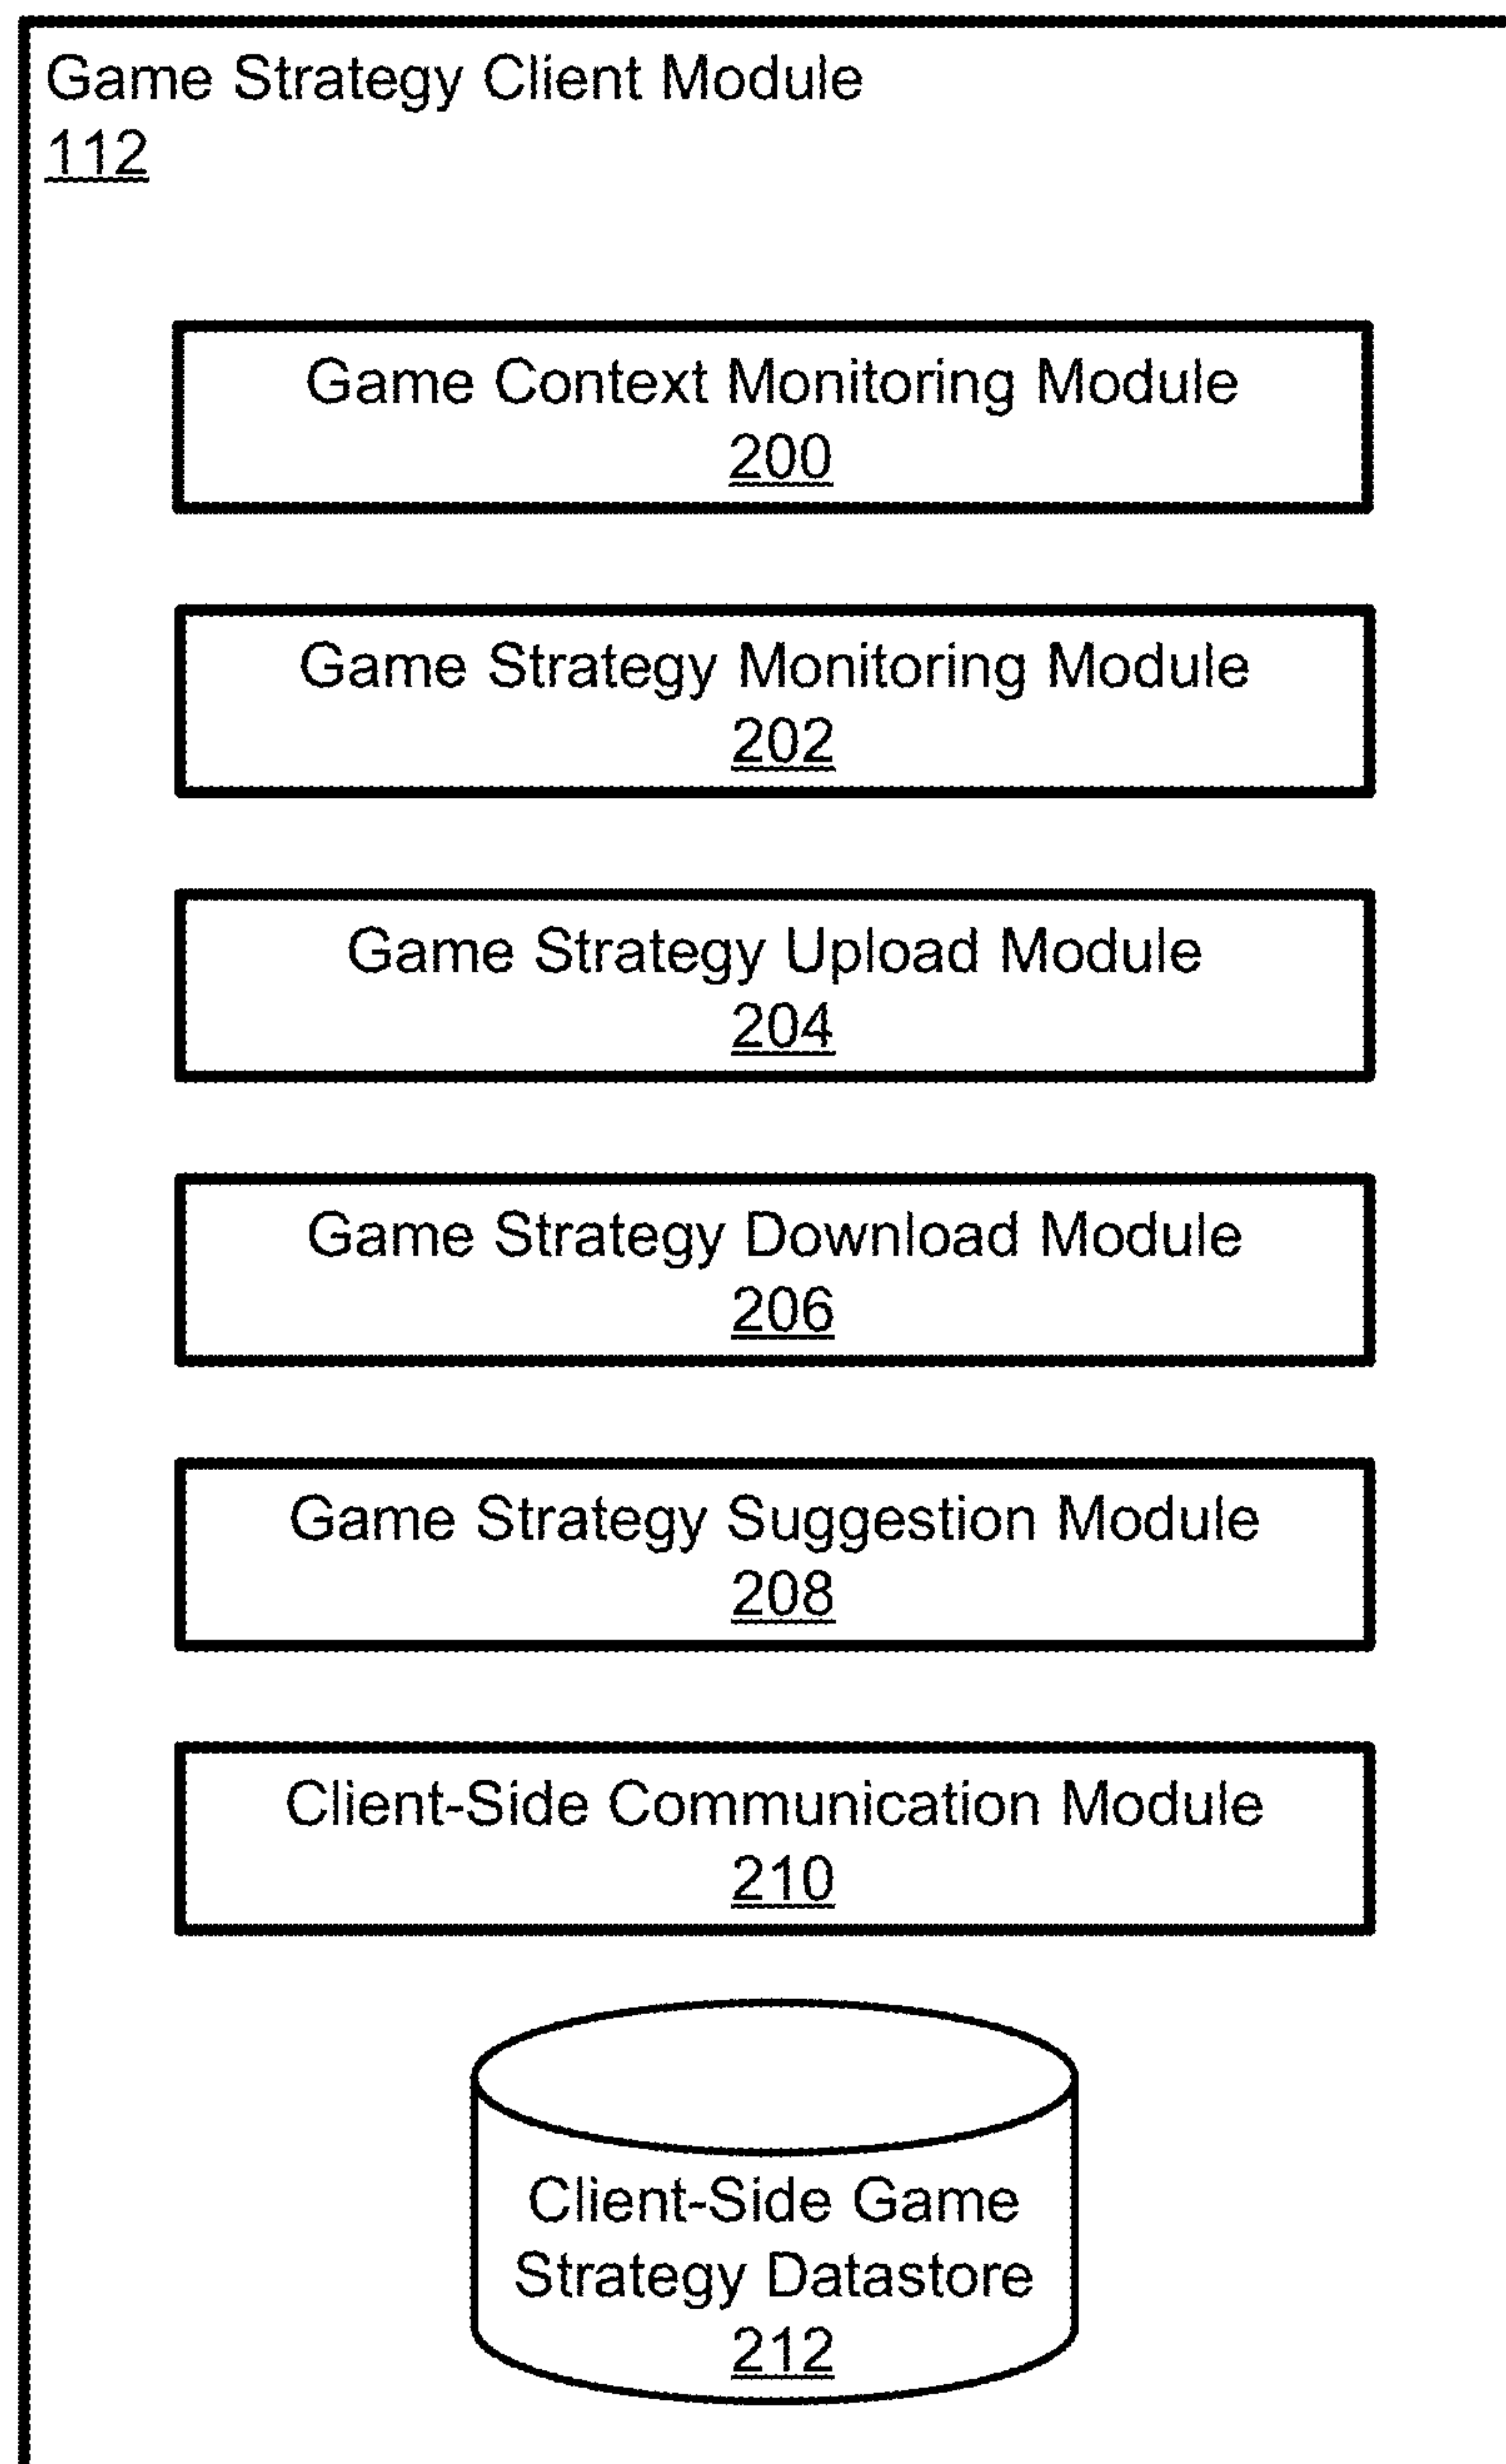 Game Strategy Client Module
112
Game Context Monitoring Module
200
Game Strategy Monitoring Module
202
Game Strategy Upload Module
204
Game Strategy Download Module
206
Game Strategy Suggestion Module
208
Client-Side Communication Module
210
Client-Side Game
Strategy Datastore
212